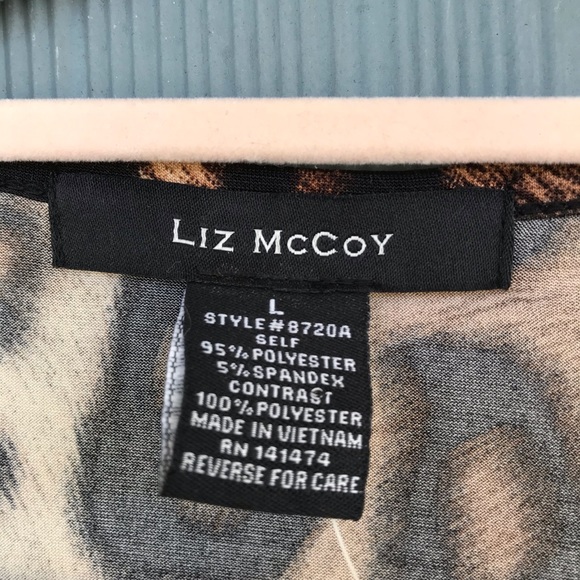 LIZ MCCOY
L
STYLE#8720A
SELF
95%POLYESTER
5%SPANDEX
CONTRAST
100%POLYESTER
MADE IN VIETNAM
RN 141474
REVERSE FOR CARE